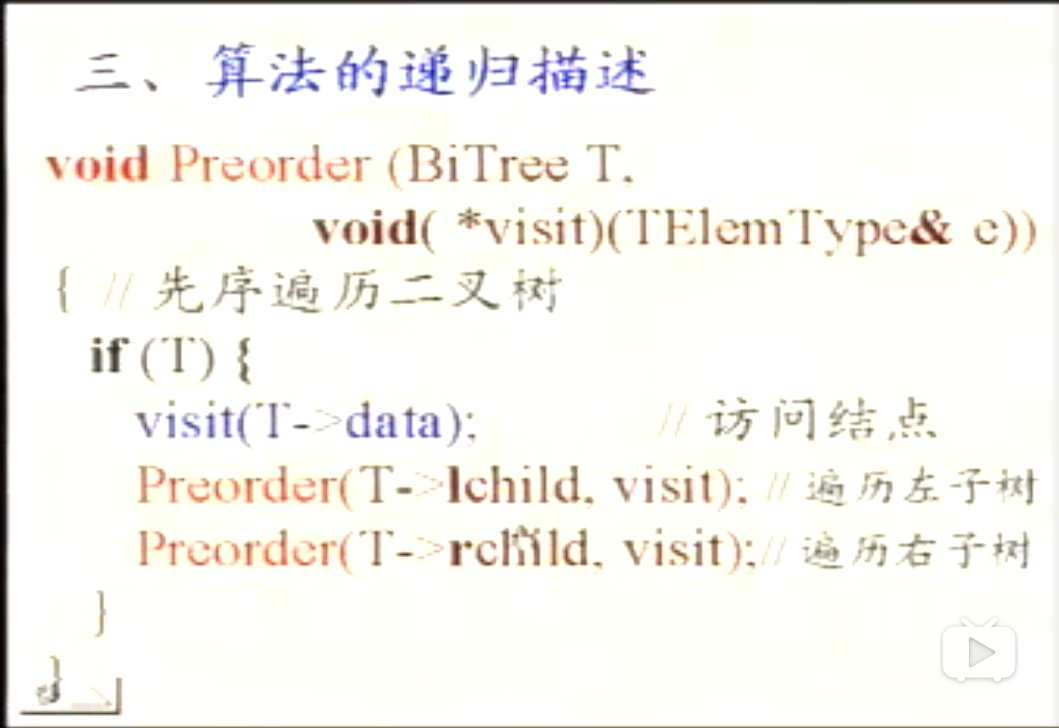 三、算法的递归描述
void Preorder (BiTree T,
void( *visit)(TElemType& e))
{ // 先序遍历二叉树
if (T) {
visit(T->data); // 访问结点
Preorder(T->lchild, visit); // 遍历左子树
Preorder(T->rchild, visit);// 遍历右子树
}
}